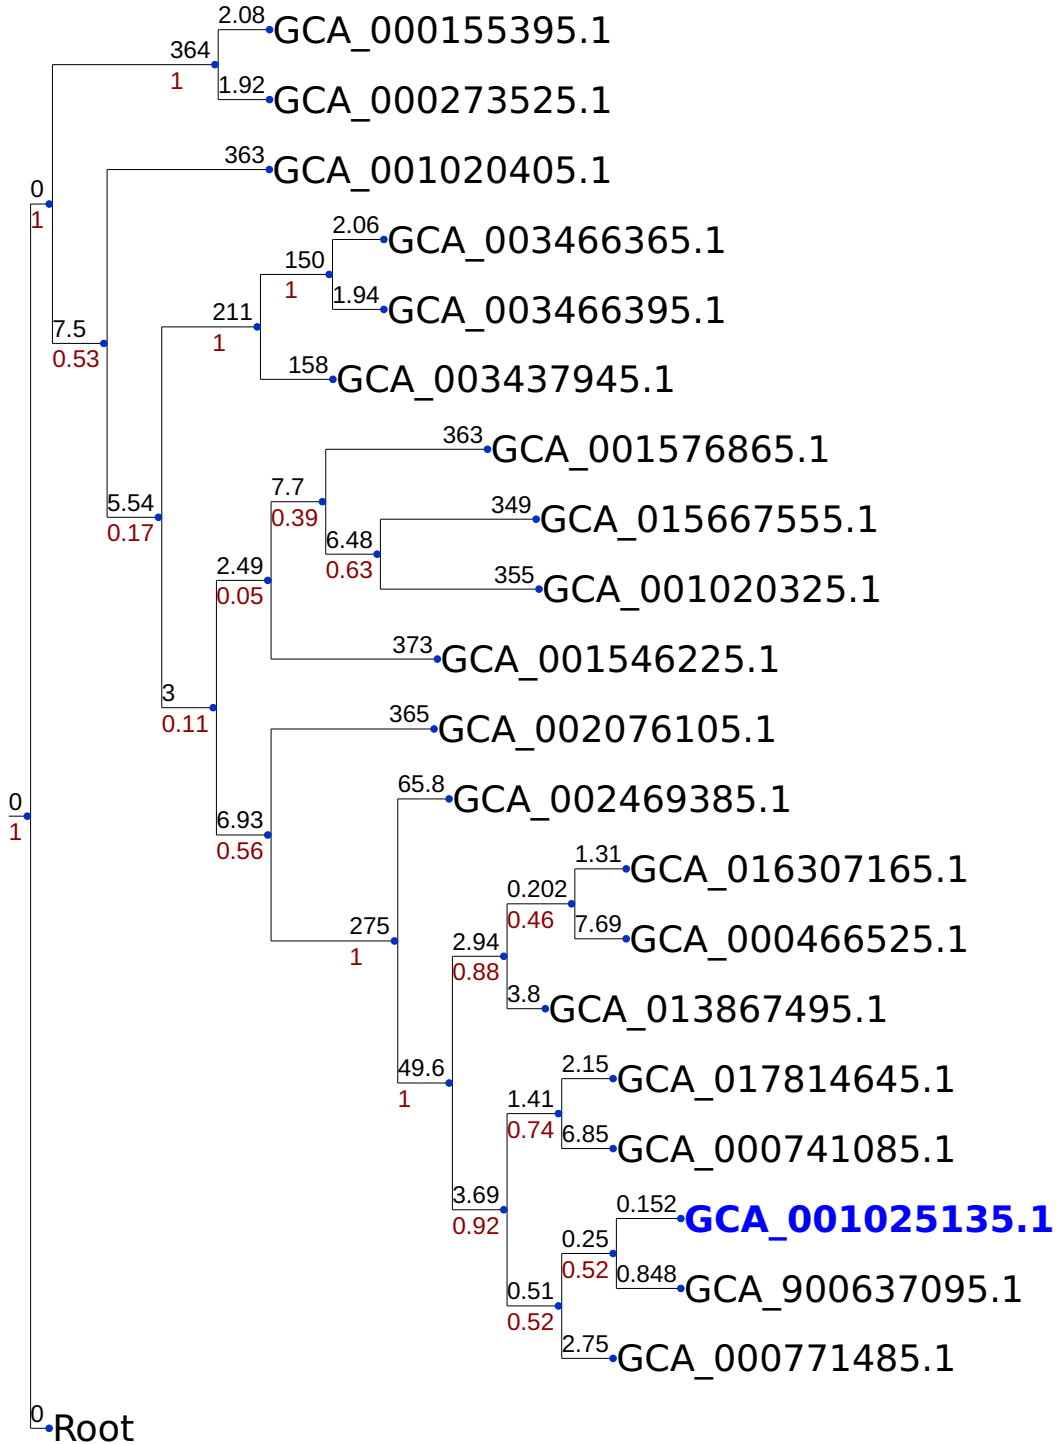 2.08
GCA_000155395.1
364
1
1.92
GCA_000273525.1
363
GCA_001020405.1
0
1
2.06
GCA_003466365.1
150
1
1.94
GCA_003466395.1
211
1
7.5
0.53
158
GCA_003437945.1
363
GCA_001576865.1
7.7
0.39
349
GCA_015667555.1
5.54
0.17
6.48
0.63
355
GCA_001020325.1
2.49
0.05
373
GCA_001546225.1
3
0.11
365
GCA_002076105.1
65.8
GCA_002469385.1
0
1
6.93
0.56
1.31
GCA_016307165.1
0.202
0.46
7.69
GCA_000466525.1
275
1
2.94
0.88
3.8
GCA_013867495.1
49.6
1
2.15
GCA_017814645.1
1.41
0.74
6.85
GCA_000741085.1
3.69
0.92
0.152
GCA_001025135.1
0.25
0.52
0.848
GCA_900637095.1
0.51
0.52
2.75
GCA_000771485.1
0
Root